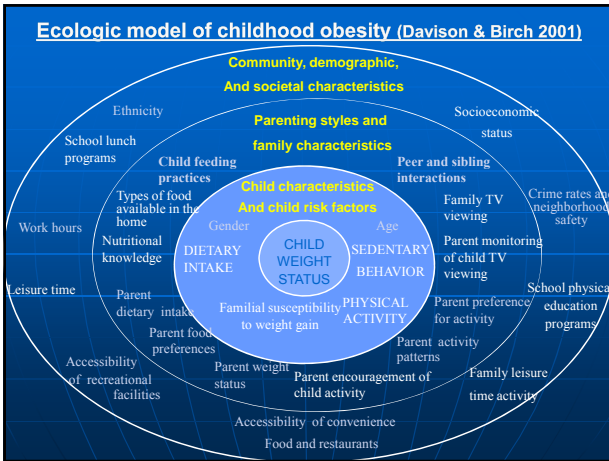 Ecologic model of childhood obesity (Davison & Birch 2001)
Community, demographic,
And societal characteristics
Ethnicity
Socioeconomic
status
School lunch
programs
Parenting styles and
family characteristics
Child feeding
practices
Peer and sibling
interactions
Child characteristics
And child risk factors
Types of food
available in the
home
Family TV
viewing
Crime rates and
neighborhood
safety
Work hours
Gender
Age
Nutritional
knowledge
DIETARY
INTAKE
CHILD
WEIGHT
STATUS
SEDENTARY
BEHAVIOR
Parent monitoring
of child TV
viewing
Leisure time
School physica
education
programs
Parent
dietary intake
Familial susceptibility
to weight gain
PHYSICAL
ACTIVITY
Parent preference
for activity
Parent food
preferences
Parent activity
patterns
Accessibility
of recreational
facilities
Parent weight
status
Parent encouragement of
child activity
Family leisure
time activity
Accessibility of convenience
Food and restaurants